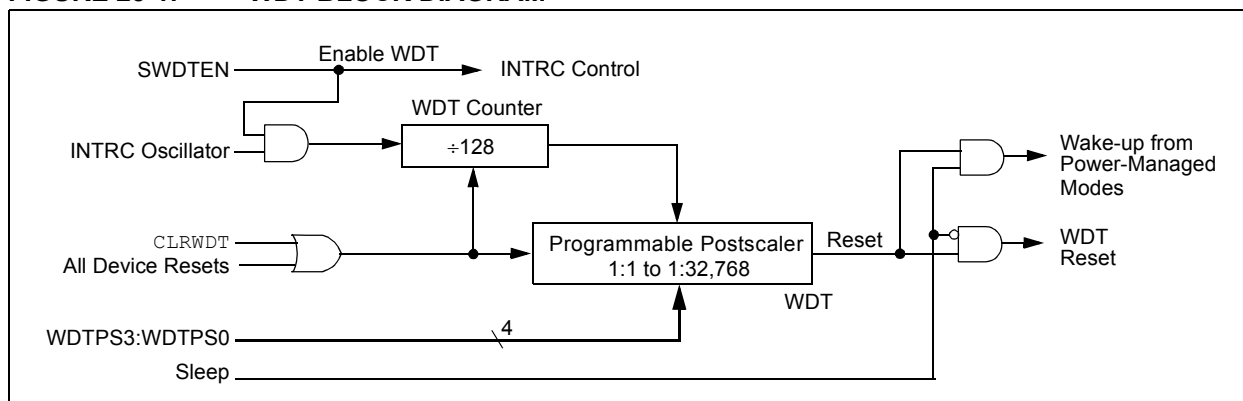 SWDTEN
Enable WDT
INTRC Control
WDT Counter
INTRC Oscillator
÷128
Wake-up from
Power-Managed
Modes
CLRWDT
All Device Resets
Programmable Postscaler
1:1 to 1:32,768
Reset
WDT
Reset
WDT
4
WDTPS3:WDTPS0
Sleep